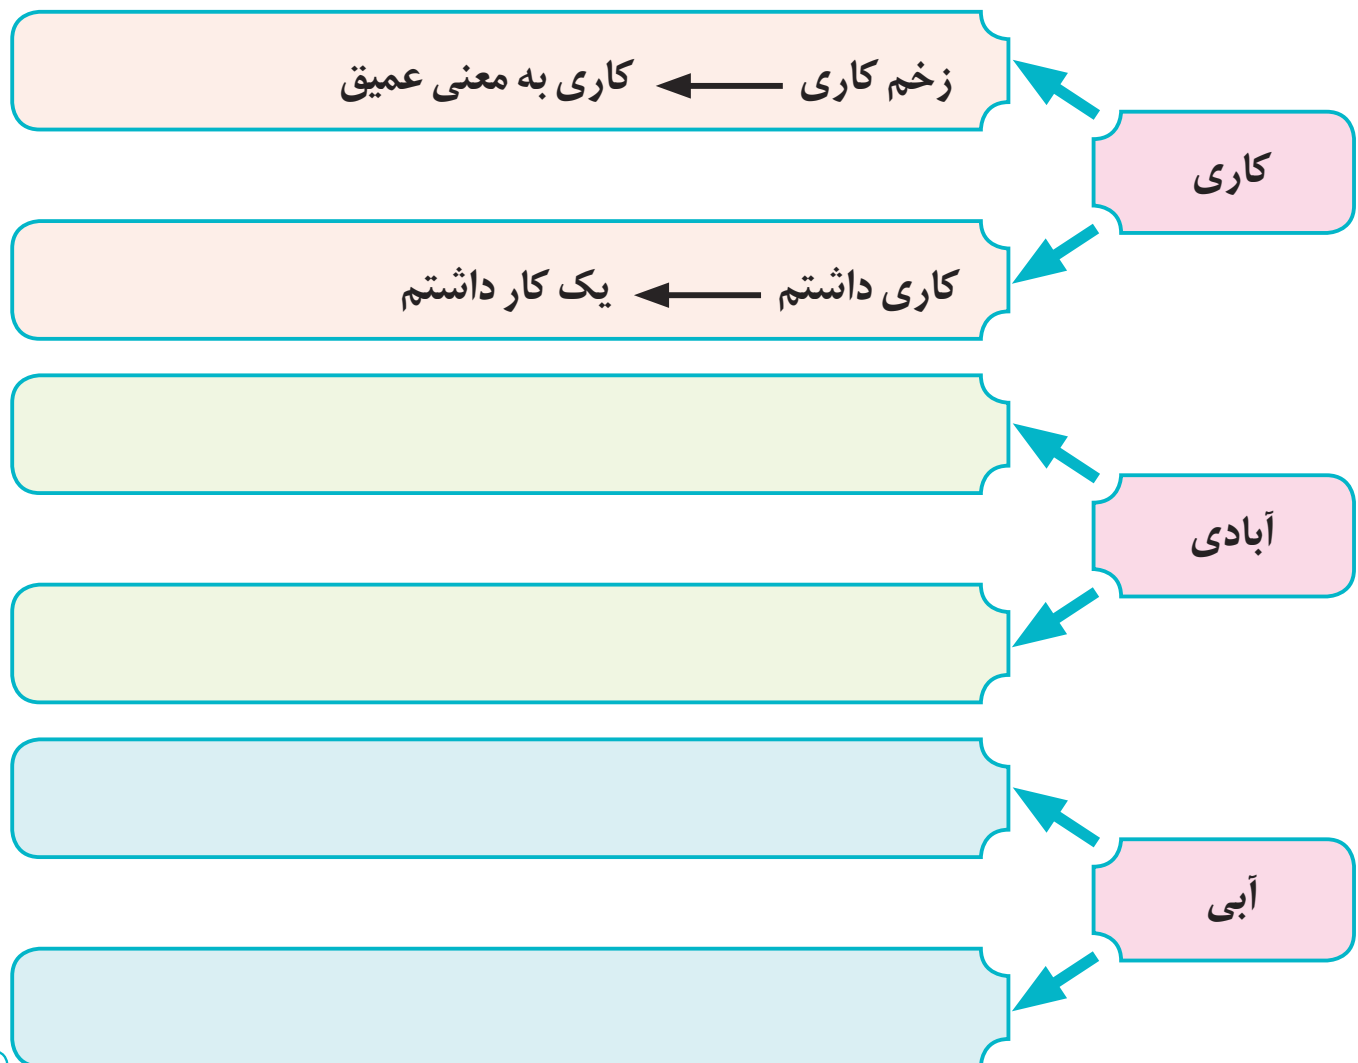 زخم کاری ← کاری به معنی عمیق
کاری
کاری داشتم ← یک کار داشتم
آبادی
آبی